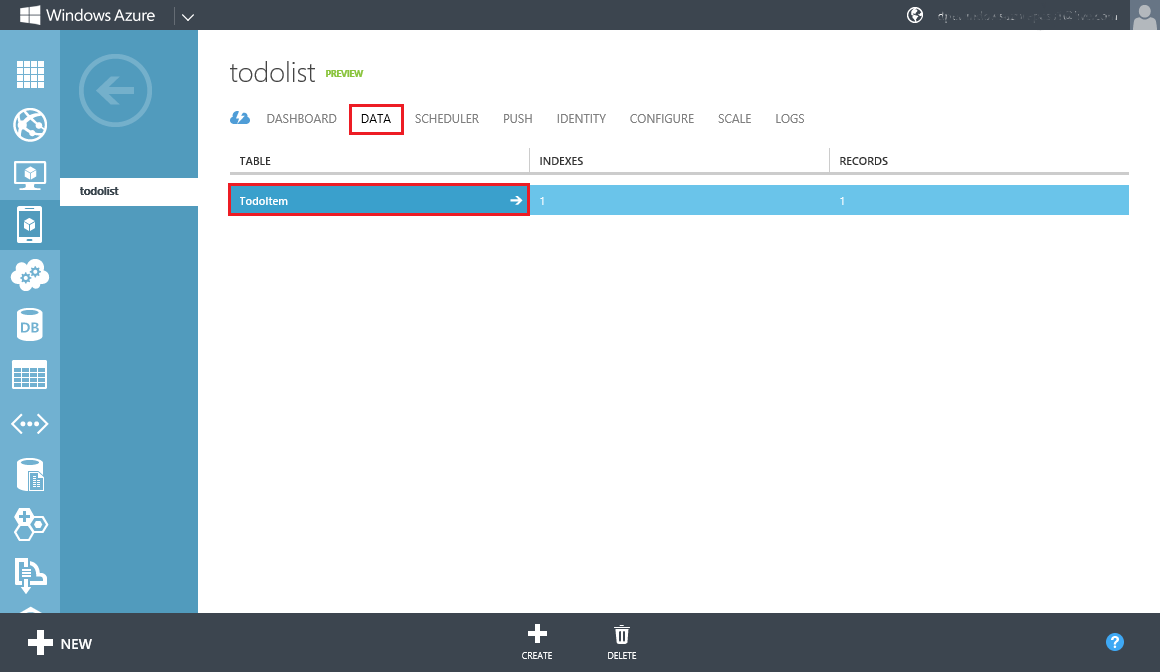 Windows Azure
todolist PREVIEW
DASHBOARD DATA SCHEDULER PUSH IDENTITY CONFIGURE SCALE LOGS
TABLE INDEXES RECORDS
todolist
TodoItem 1 1
DB
NEW CREATE DELETE ?